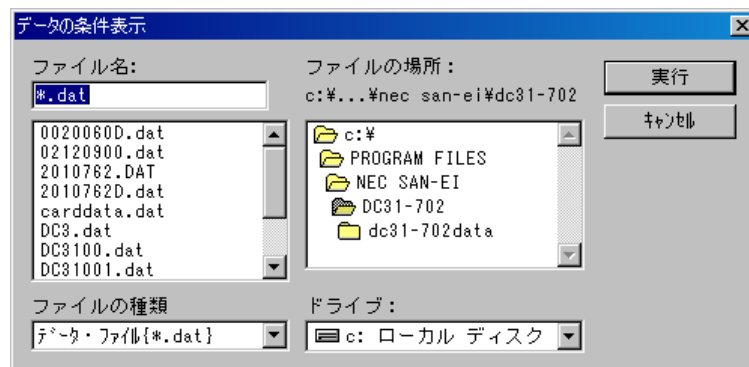 データの条件表示
ファイル名:
*.dat
0020060D.dat
02120900.dat
2010762.DAT
2010762D.dat
carddata.dat
DC3.dat
DC3100.dat
DC31001.dat
ファイルの種類
ﾃﾞｰﾀ・ﾌｧｲﾙ{*.dat}
ファイルの場所：
c:¥...¥nec san-ei¥dc31-702
c:¥
PROGRAM FILES
NEC SAN-EI
DC31-702
dc31-702data
ドライブ：
c: ローカル ディスク
実行
ｷｬﾝｾﾙ